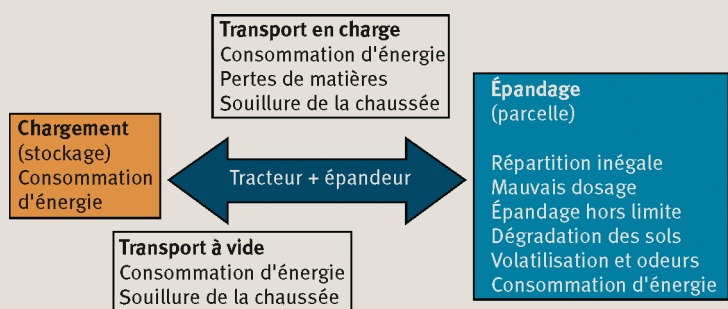 Transport en charge
Consommation d'énergie
Pertes de matières
Souillure de la chaussée
Chargement
(stockage)
Consommation
d'énergie
Tracteur + épandeur
Épandage
(parcelle)
Répartition inégale
Mauvais dosage
Épandage hors limite
Dégradation des sols
Volatilisation et odeurs
Consommation d'énergie
Transport à vide
Consommation d'énergie
Souillure de la chaussée